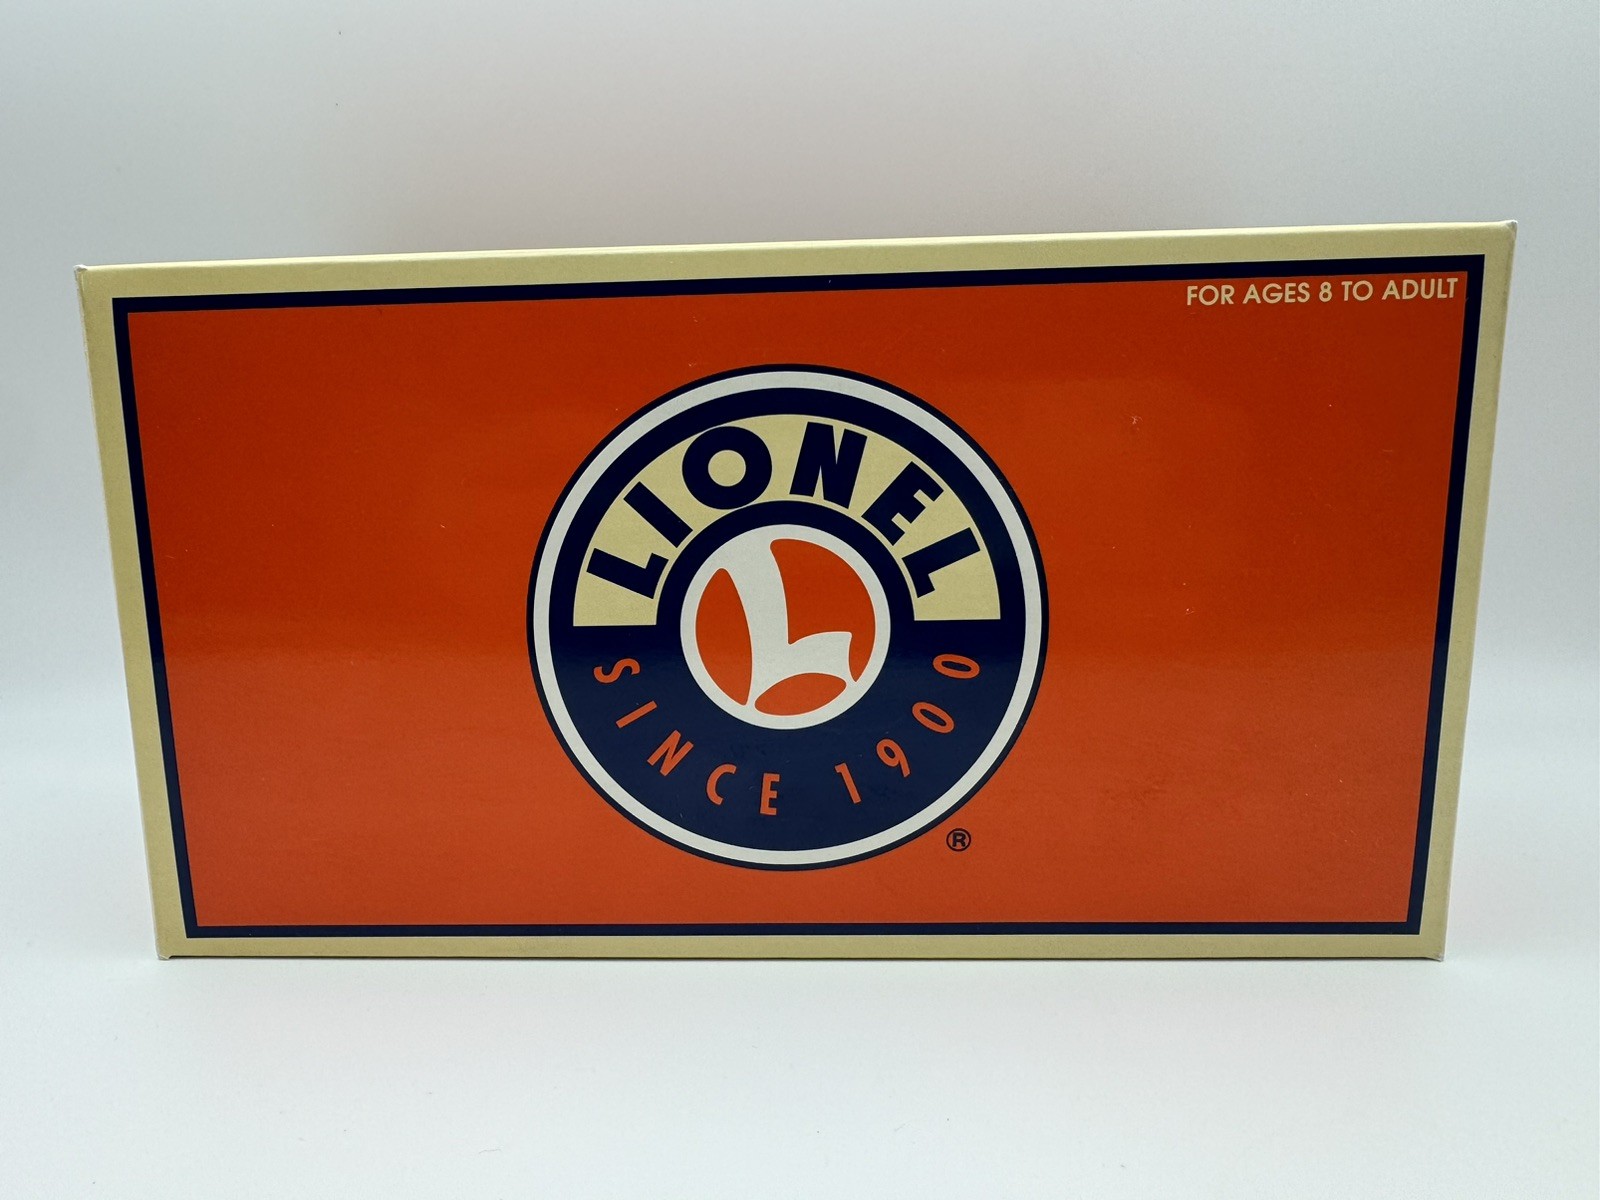 FOR AGES 8 TO ADULT
LIONEL
L
SINCE 1900
®